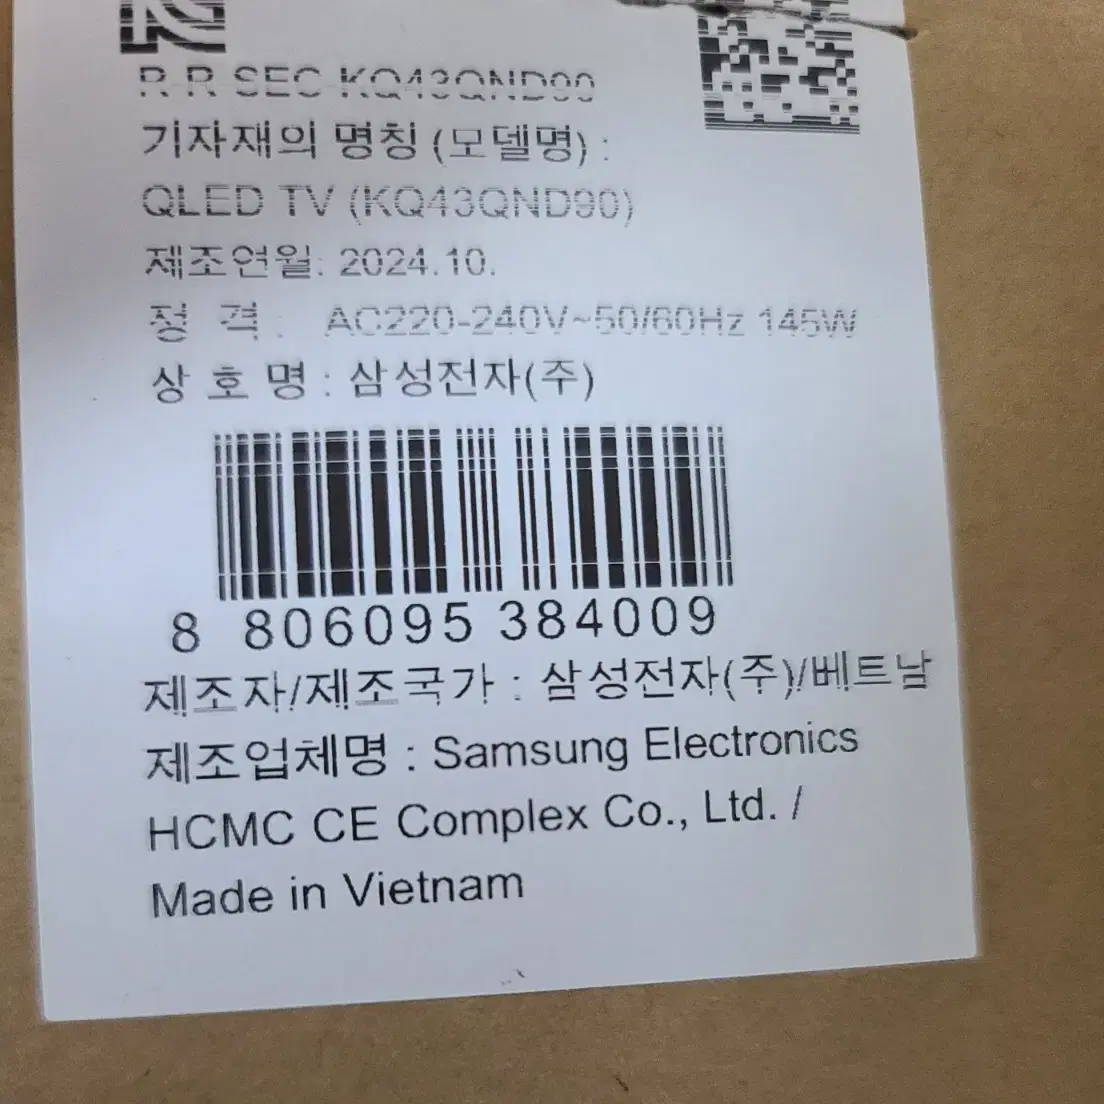 R-R-SEC-KQ43QND90
기자재의 명칭 (모델명) :
QLED TV (KQ43QND90)
제조연월: 2024.10.
정 격 : AC220-240V~50/60Hz 145W
상 호 명 : 삼성전자(주)
8 806095 384009
제조자/제조국가 : 삼성전자(주)/베트남
제조업체명 : Samsung Electronics
HCMC CE Complex Co., Ltd. /
Made in Vietnam